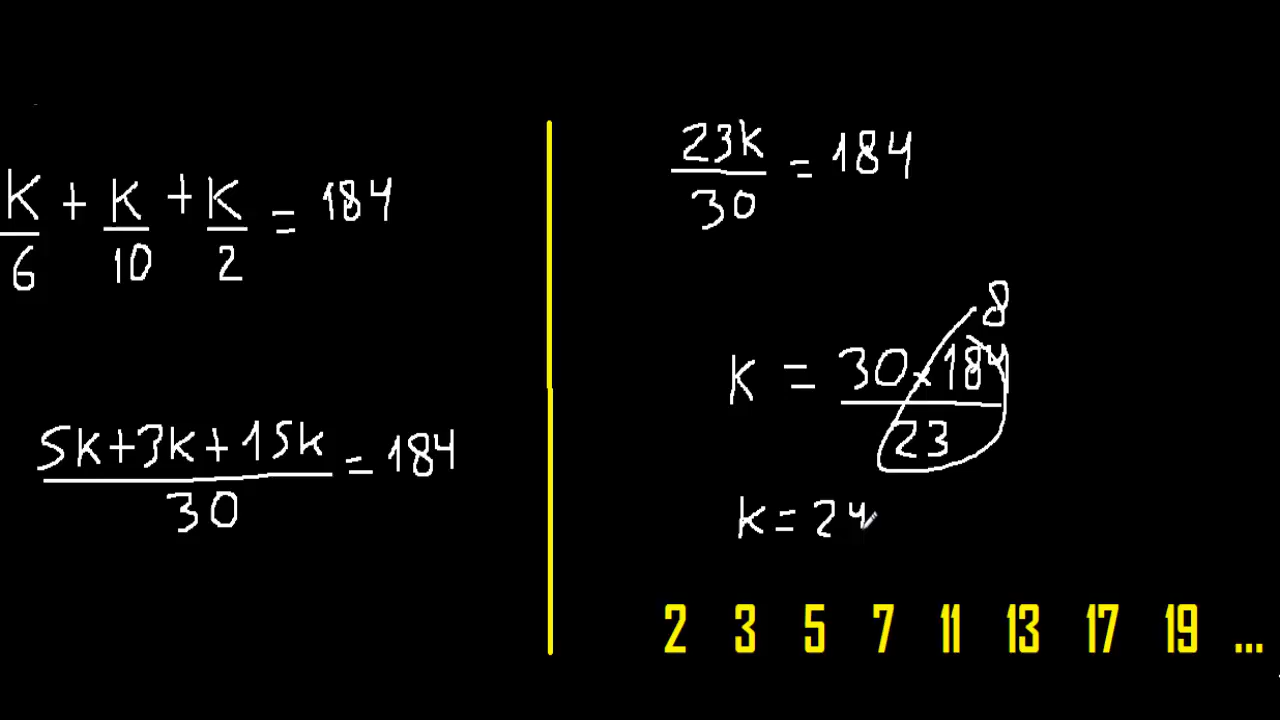 K/6 + K/10 + K/2 = 184
5k+3k+15k/30 = 184
23k/30 = 184
8
K = 30×184/23
k = 24
2 3 5 7 11 13 17 19 ...